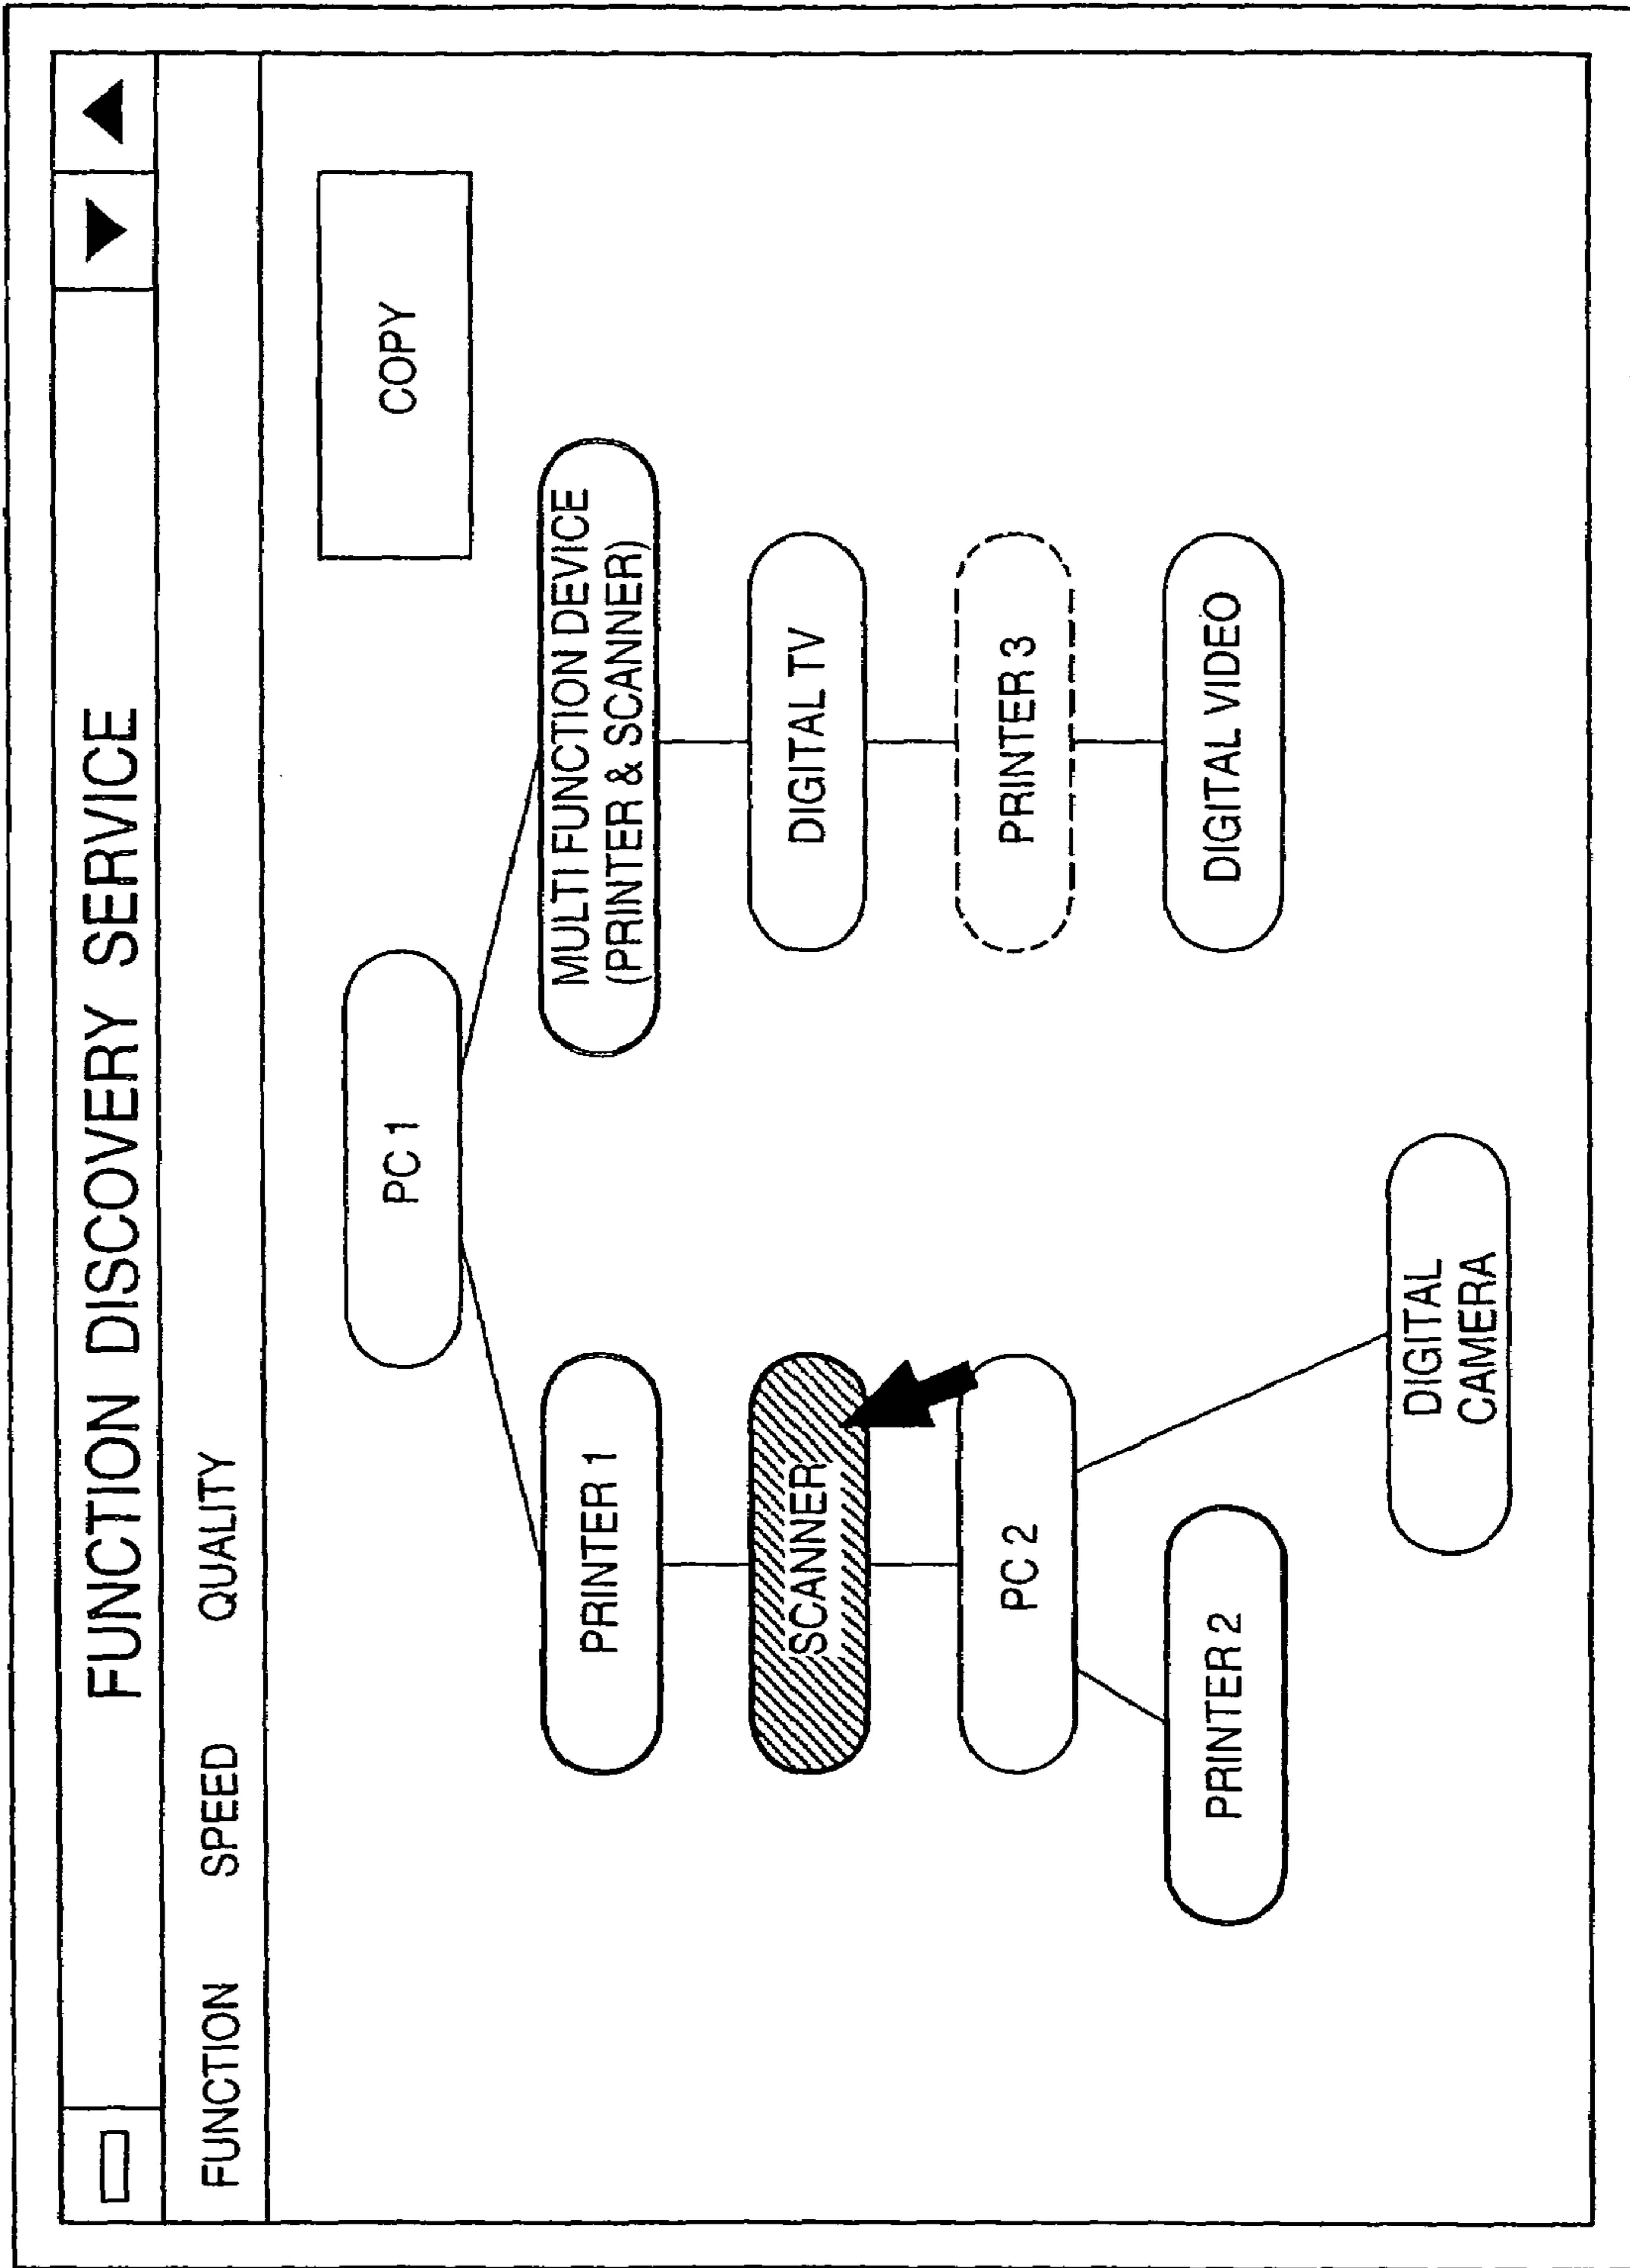 FUNCTION DISCOVERY SERVICE
FUNCTION SPEED QUALITY
COPY
PC 1
PRINTER 1
MULTI FUNCTION DEVICE
(PRINTER & SCANNER)
SCANNER
DIGITAL TV
PC 2
PRINTER 3
PRINTER 2
DIGITAL VIDEO
DIGITAL
CAMERA